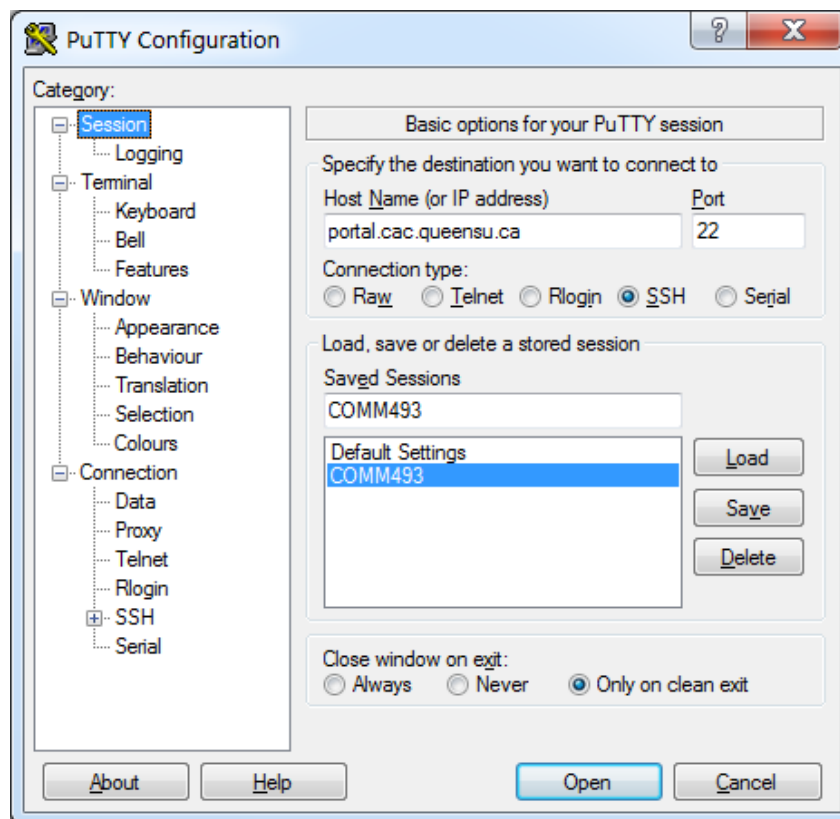 PuTTY Configuration
Category:
Session
Logging
Terminal
Keyboard
Bell
Features
Window
Appearance
Behaviour
Translation
Selection
Colours
Connection
Data
Proxy
Telnet
Rlogin
SSH
Serial
Basic options for your PuTTY session
Specify the destination you want to connect to
Host Name (or IP address) Port
portal.cac.queensu.ca 22
Connection type:
Raw Telnet Rlogin SSH Serial
Load, save or delete a stored session
Saved Sessions
COMM493
Default Settings
COMM493
Load
Save
Delete
Close window on exit:
Always Never Only on clean exit
About Help Open Cancel